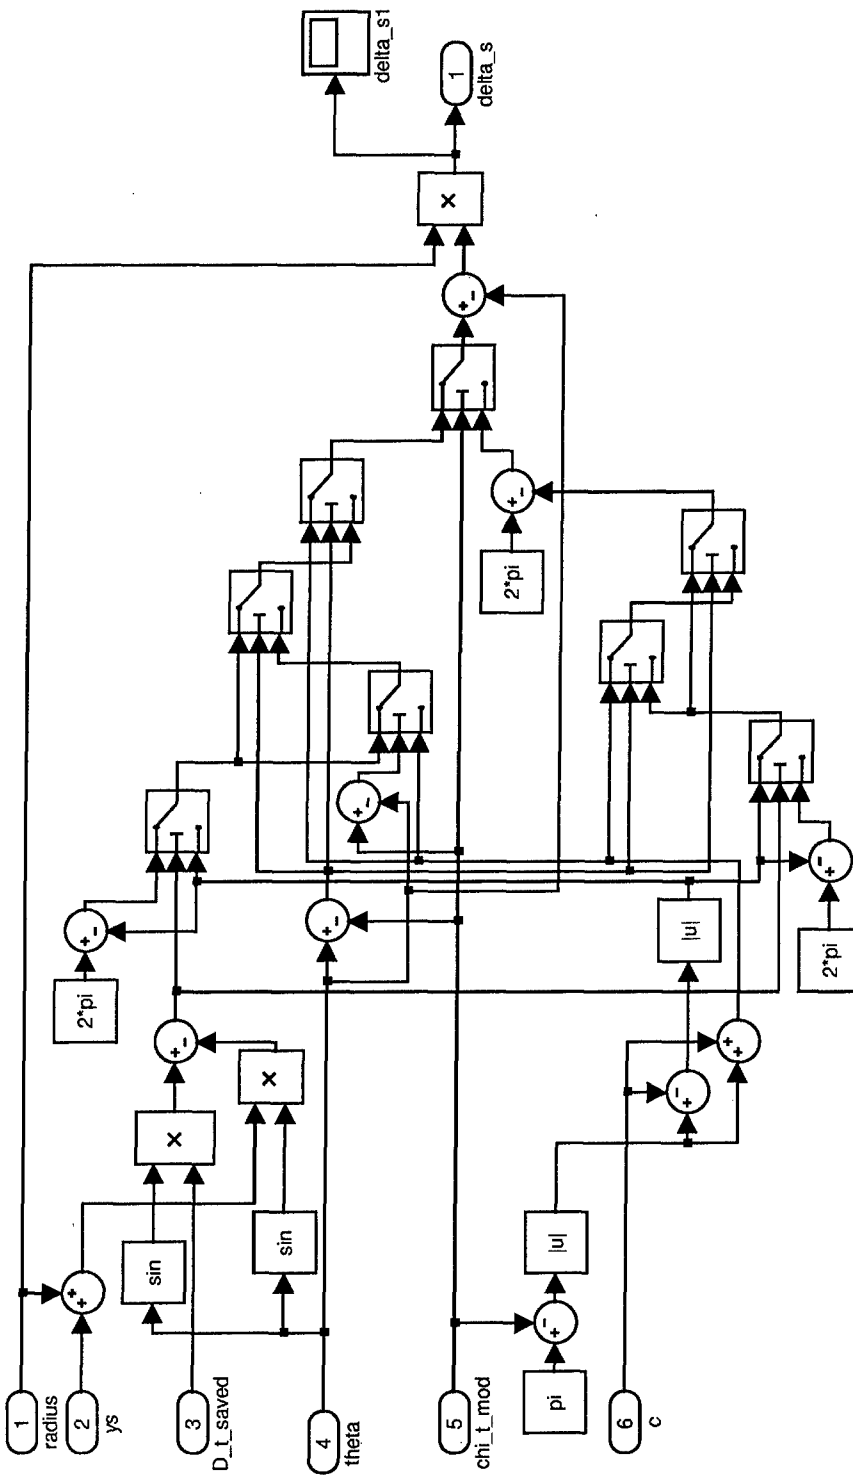 1
radius
2
ys
3
D_t_saved
4
theta
5
chi_t_mod
6
c
sin
sin
pi
|u|
×
×
2*pi
|u|
2*pi
2*pi
×
1
delta_s
delta_s1